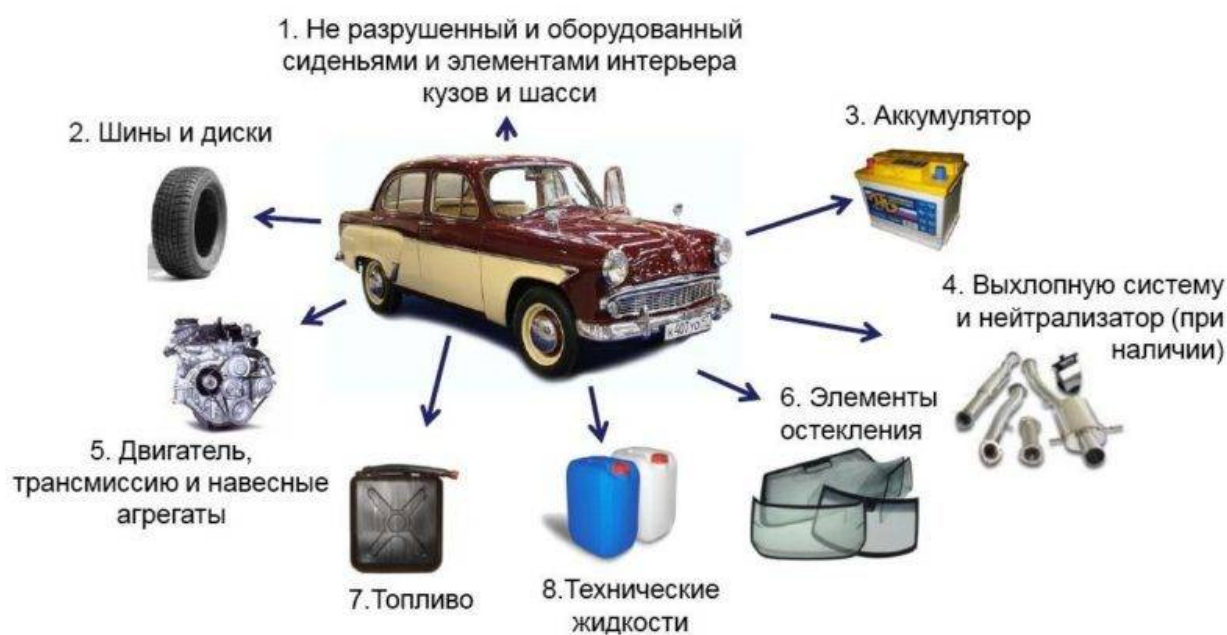 1. Не разрушенный и оборудованный
сиденьями и элементами интерьера
кузов и шасси
2. Шины и диски
3. Аккумулятор
4. Выхлопную систему
и нейтрализатор (при
наличии)
5. Двигатель,
трансмиссию и навесные
агрегаты
6. Элементы
остекления
7.Топливо
8.Технические
жидкости